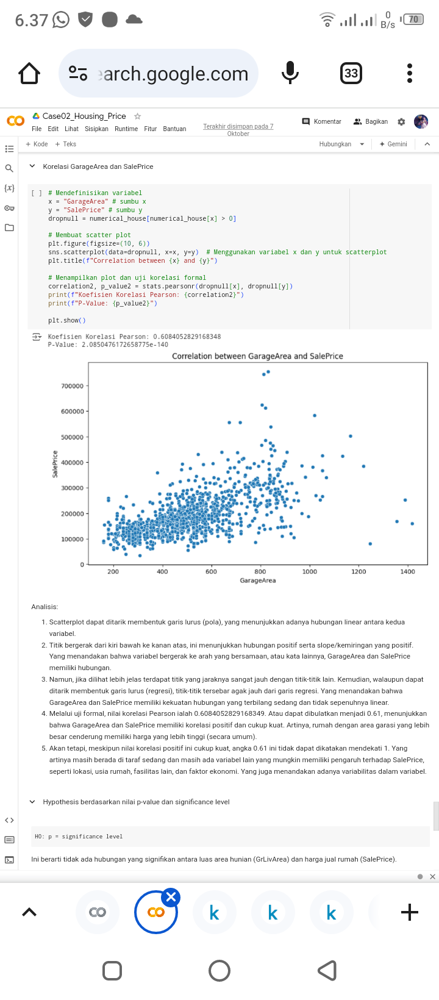 6.37
0
B/s
70
earch.google.com
33
Case02_Housing_Price
File Edit Lihat Sisipkan Runtime Fitur Bantuan
Terakhir disimpan pada 7
Oktober
Komentar
Bagikan
+ Kode + Teks
Hubungkan
Gemini
{x}
Korelasi GarageArea dan SalePrice
[ ] # Mendefinisikan variabel
x = "GarageArea" # sumbu x
y = "SalePrice" # sumbu y
dropnull = numerical_house[numerical_house[x] > 0]
# Membuat scatter plot
plt.figure(figsize=(10, 6))
sns.scatterplot(data=dropnull, x=x, y=y) # Menggunakan variabel x dan y untuk scatterplot
plt.title(f"Correlation between {x} and {y}")
# Menampilkan plot dan uji korelasi formal
correlation2, p_value2 = stats.pearsonr(dropnull[x], dropnull[y])
print(f"Koefisien Korelasi Pearson: {correlation2}")
print(f"P-Value: {p_value2}")
plt.show()
Koefisien Korelasi Pearson: 0.6084052829168348
P-Value: 2.0850476172658775e-140
Correlation between GarageArea and SalePrice
700000
600000
500000
400000
300000
200000
100000
0
SalePrice
200 400 600 800 1000 1200 1400
GarageArea
Analisis:
1. Scatterplot dapat ditarik membentuk garis lurus (pola), yang menunjukkan adanya hubungan linear antara kedua
variabel.
2. Titik bergerak dari kiri bawah ke kanan atas, ini menunjukkan hubungan positif serta slope/kemiringan yang positif.
Yang menandakan bahwa variabel bergerak ke arah yang bersamaan, atau kata lainnya, GarageArea dan SalePrice
memiliki hubungan.
3. Namun, jika dilihat lebih jelas terdapat titik yang jaraknya sangat jauh dengan titik-titik lain. Kemudian, walaupun dapat
ditarik membentuk garis lurus (regresi), titik-titik tersebar agak jauh dari garis regresi. Yang menandakan bahwa
GarageArea dan SalePrice memiliki kekuatan hubungan yang terbilang sedang dan tidak sepenuhnya linear.
4. Melalui uji formal, nilai korelasi Pearson ialah 0.6084052829168349. Atau dapat dibulatkan menjadi 0.61, menunjukkan
bahwa GarageArea dan SalePrice memiliki korelasi positif dan cukup kuat. Artinya, rumah dengan area garasi yang lebih
besar cenderung memiliki harga yang lebih tinggi (secara umum).
5. Akan tetapi, meskipun nilai korelasi positif ini cukup kuat, angka 0.61 ini tidak dapat dikatakan mendekati 1. Yang
artinya masih berada di taraf sedang dan masih ada variabel lain yang mungkin memiliki pengaruh terhadap SalePrice,
seperti lokasi, usia rumah, fasilitas lain, dan faktor ekonomi. Yang juga menandakan adanya variabilitas dalam variabel.
Hypothesis berdasarkan nilai p-value dan significance level
H0: p = significance level
Ini berarti tidak ada hubungan yang signifikan antara luas area hunian (GrLivArea) dan harga jual rumah (SalePrice).
k k k